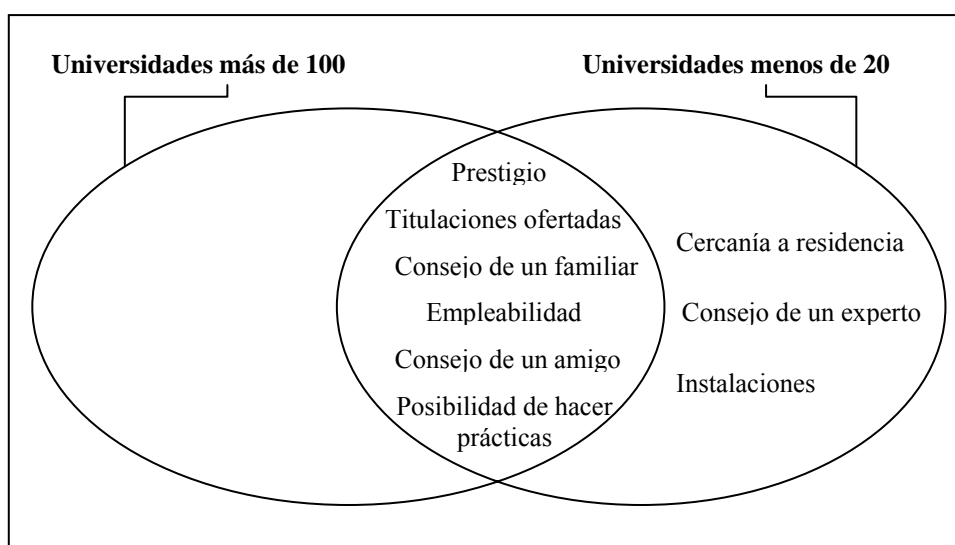 Universidades más de 100
Universidades menos de 20
Prestigio
Titulaciones ofertadas
Consejo de un familiar
Empleabilidad
Consejo de un amigo
Posibilidad de hacer
prácticas
Cercanía a residencia
Consejo de un experto
Instalaciones